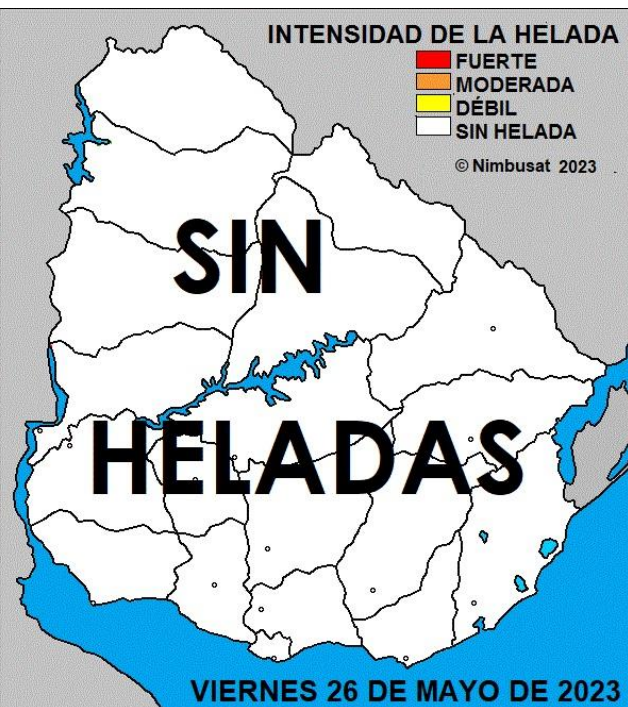 INTENSIDAD DE LA HELADA
FUERTE
MODERADA
DÉBIL
SIN HELADA
© Nimbusat 2023
SIN
HELADAS
VIERNES 26 DE MAYO DE 2023